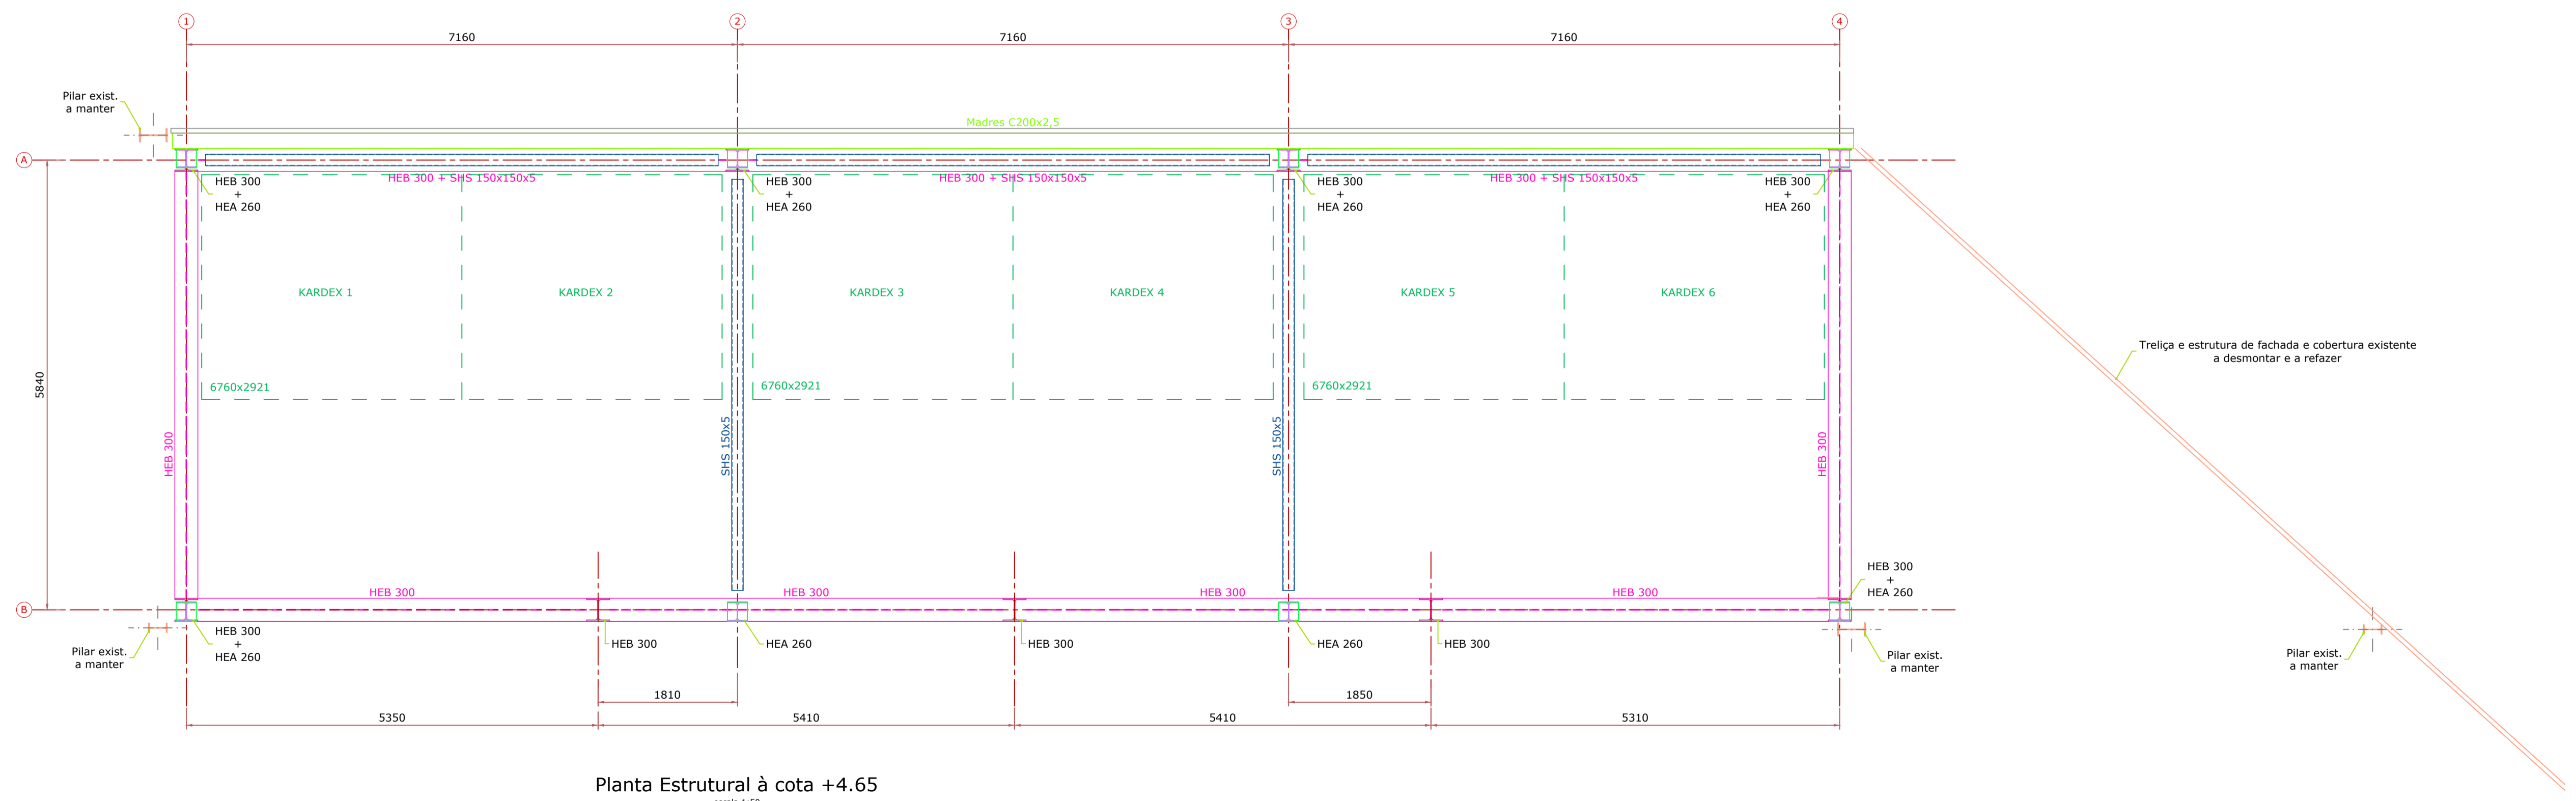 1
2
3
4
7160
7160
7160
Pilar exist.
a manter
Madres C200x2,5
A
HEB 300
+
HEA 260
HEB 300 + SHS 150x150x5
HEB 300
+
HEA 260
HEB 300 + SHS 150x150x5
HEB 300
+
HEA 260
HEB 300 + SHS 150x150x5
HEB 300
+
HEA 260
KARDEX 1
KARDEX 2
KARDEX 3
KARDEX 4
KARDEX 5
KARDEX 6
Treliça e estrutura de fachada e cobertura existente
a desmontar e a refazer
5840
6760x2921
6760x2921
6760x2921
HEB 300
SHS 150x5
SHS 150x5
HEB 300
HEB 300
HEB 300
HEB 300
HEB 300
HEB 300
+
HEA 260
B
HEB 300
+
HEA 260
HEB 300
HEA 260
HEB 300
HEA 260
HEB 300
Pilar exist.
a manter
Pilar exist.
a manter
Pilar exist.
a manter
1810
1850
5350
5410
5410
5310
Planta Estrutural à cota +4.65